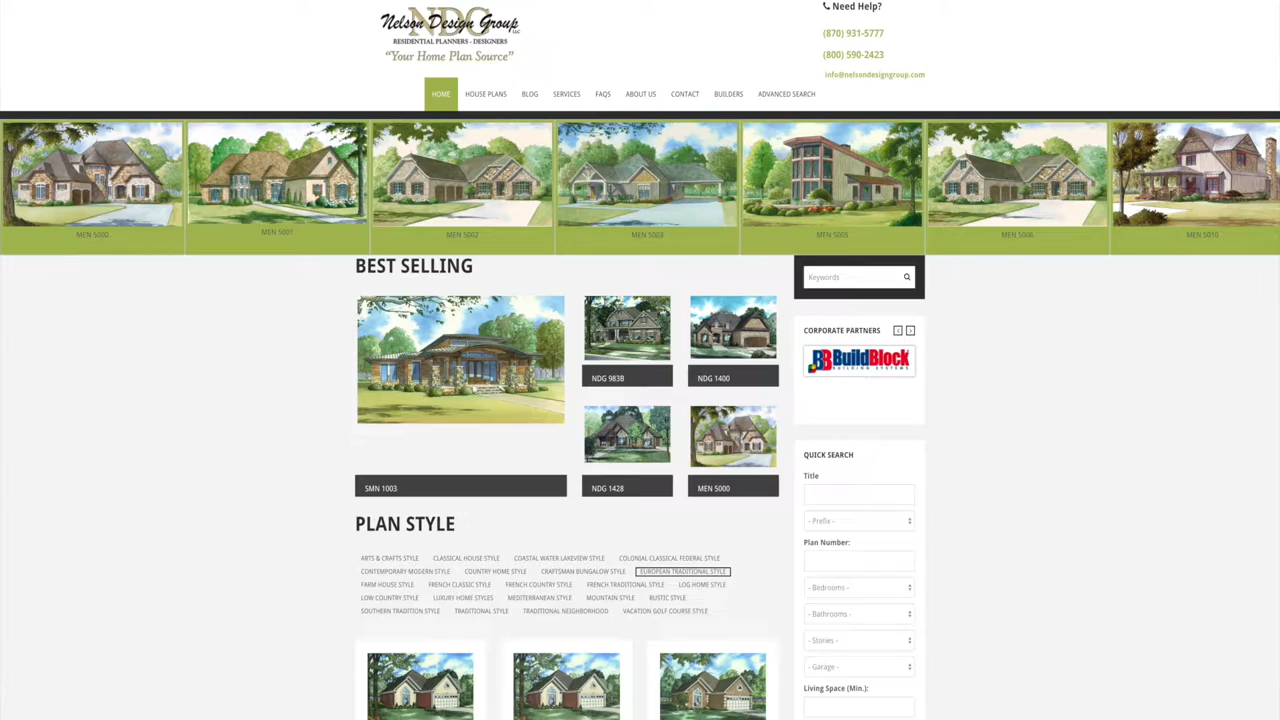 NDG
Nelson Design Group LLC
RESIDENTIAL PLANNERS - DESIGNERS
"Your Home Plan Source"
Need Help?
(870) 931-5777
(800) 590-2423
info@nelsondesigngroup.com
HOME HOUSE PLANS BLOG SERVICES FAQS ABOUT US CONTACT BUILDERS ADVANCED SEARCH
MEN 5000 MEN 5001 MEN 5002 MEN 5003 MEN 5005 MEN 5006 MEN 5010
BEST SELLING
SMN 1003
NDG 983B
NDG 1400
NDG 1428
MEN 5000
PLAN STYLE
ARTS & CRAFTS STYLE CLASSICAL HOUSE STYLE COASTAL WATER LAKEVIEW STYLE COLONIAL CLASSICAL FEDERAL STYLE
CONTEMPORARY MODERN STYLE COUNTRY HOME STYLE CRAFTSMAN BUNGALOW STYLE EUROPEAN TRADITIONAL STYLE
FARM HOUSE STYLE FRENCH CLASSIC STYLE FRENCH COUNTRY STYLE FRENCH TRADITIONAL STYLE LOG HOME STYLE
LOW COUNTRY STYLE LUXURY HOME STYLES MEDITERRANEAN STYLE MOUNTAIN STYLE RUSTIC STYLE
SOUTHERN TRADITION STYLE TRADITIONAL STYLE TRADITIONAL NEIGHBORHOOD VACATION GOLF COURSE STYLE
Keywords
CORPORATE PARTNERS
BB BuildBlock
BUILDING SYSTEMS
QUICK SEARCH
Title
- Prefix -
Plan Number:
- Bedrooms -
- Bathrooms -
- Stories -
- Garage -
Living Space (Min.):